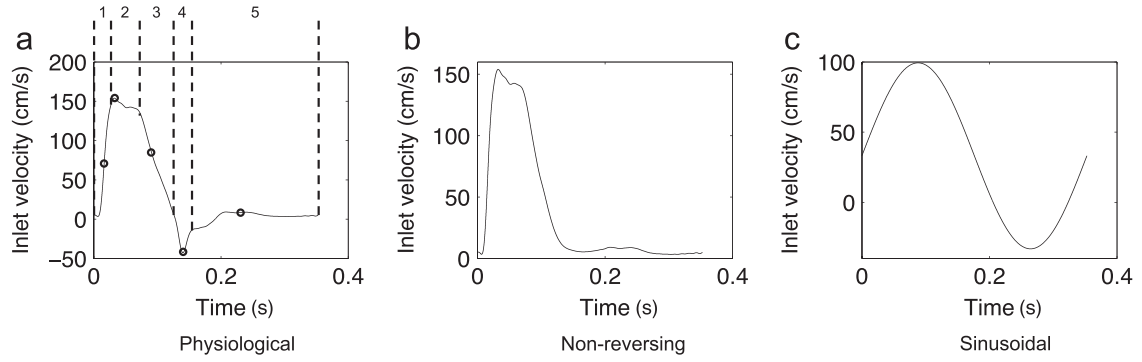 1 2 3 4 5
a
200
150
100
50
0
−50
Inlet velocity (cm/s)
0 0.2 0.4
Time (s)
Physiological
b
150
100
50
0
Inlet velocity (cm/s)
0 0.2 0.4
Time (s)
Non-reversing
c
100
50
0
Inlet velocity (cm/s)
0 0.2 0.4
Time (s)
Sinusoidal